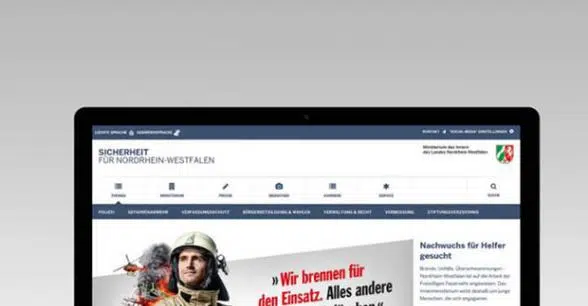 LEICHTE SPRACHE GEBÄRDENSPRACHE KONTAKT SOCIAL-MEDIA EINSTELLUNGEN
SICHERHEIT
FÜR NORDRHEIN-WESTFALEN
Ministerium des Innern
des Landes Nordrhein-Westfalen
THEMEN MINISTERIUM PRESSE MEDIATHEK KARRIERE SERVICE SUCHE
POLIZEI GEFAHRENABWEHR VERFASSUNGSSCHUTZ BÜRGERBETEILIGUNG & WAHLEN VERWALTUNG & RECHT VERMESSUNG STIFTUNGSVERZEICHNIS
»Wir brennen für
den Einsatz. Alles andere
Nachwuchs für Helfer
gesucht
Brände, Unfälle, Überschwemmungen -
Nordrhein-Westfalen ist auf der Arbeit der
Freiwilligen Feuerwehr angewiesen. Das
Innenministerium wirbt deshalb um junge
Menschen, die sich engagieren.